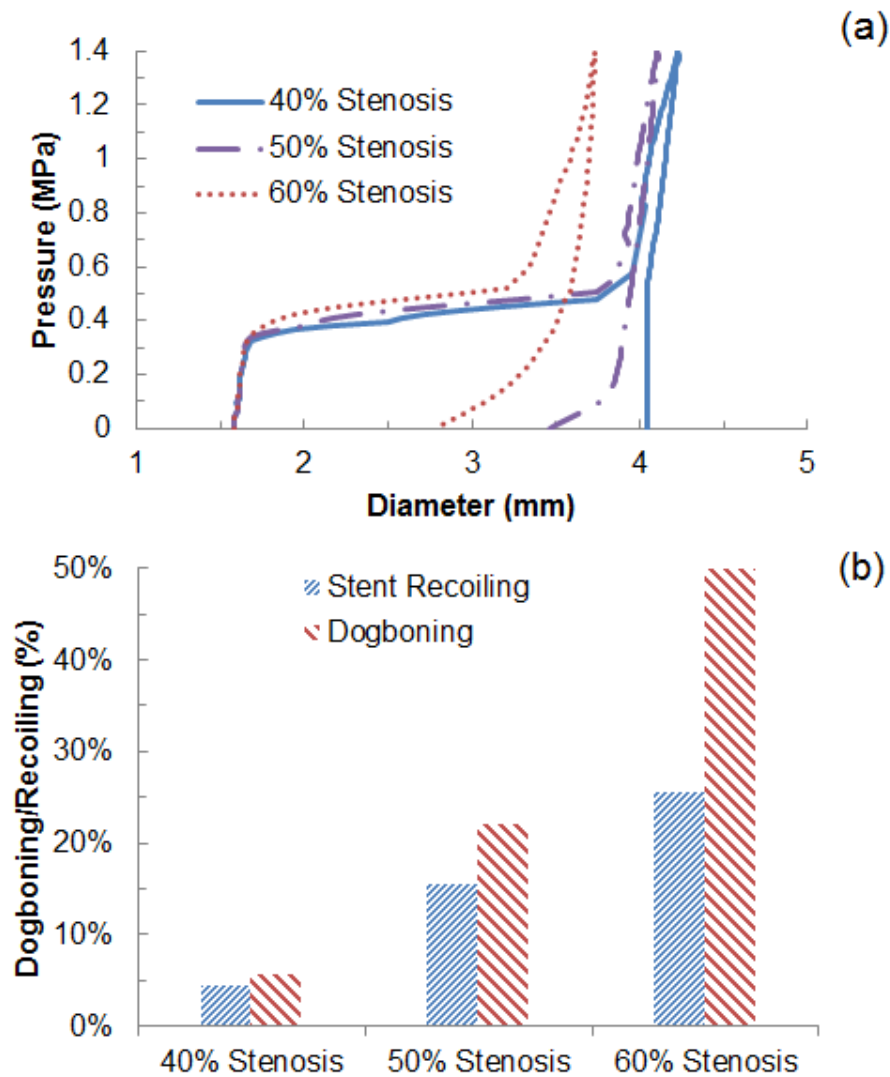 (a)
1.4
1.2
1
0.8
0.6
0.4
0.2
0
Pressure (MPa)
40% Stenosis
50% Stenosis
60% Stenosis
1 2 3 4 5
Diameter (mm)
(b)
50%
40%
30%
20%
10%
0%
Dogboning/Recoiling (%)
Stent Recoiling
Dogboning
40% Stenosis 50% Stenosis 60% Stenosis